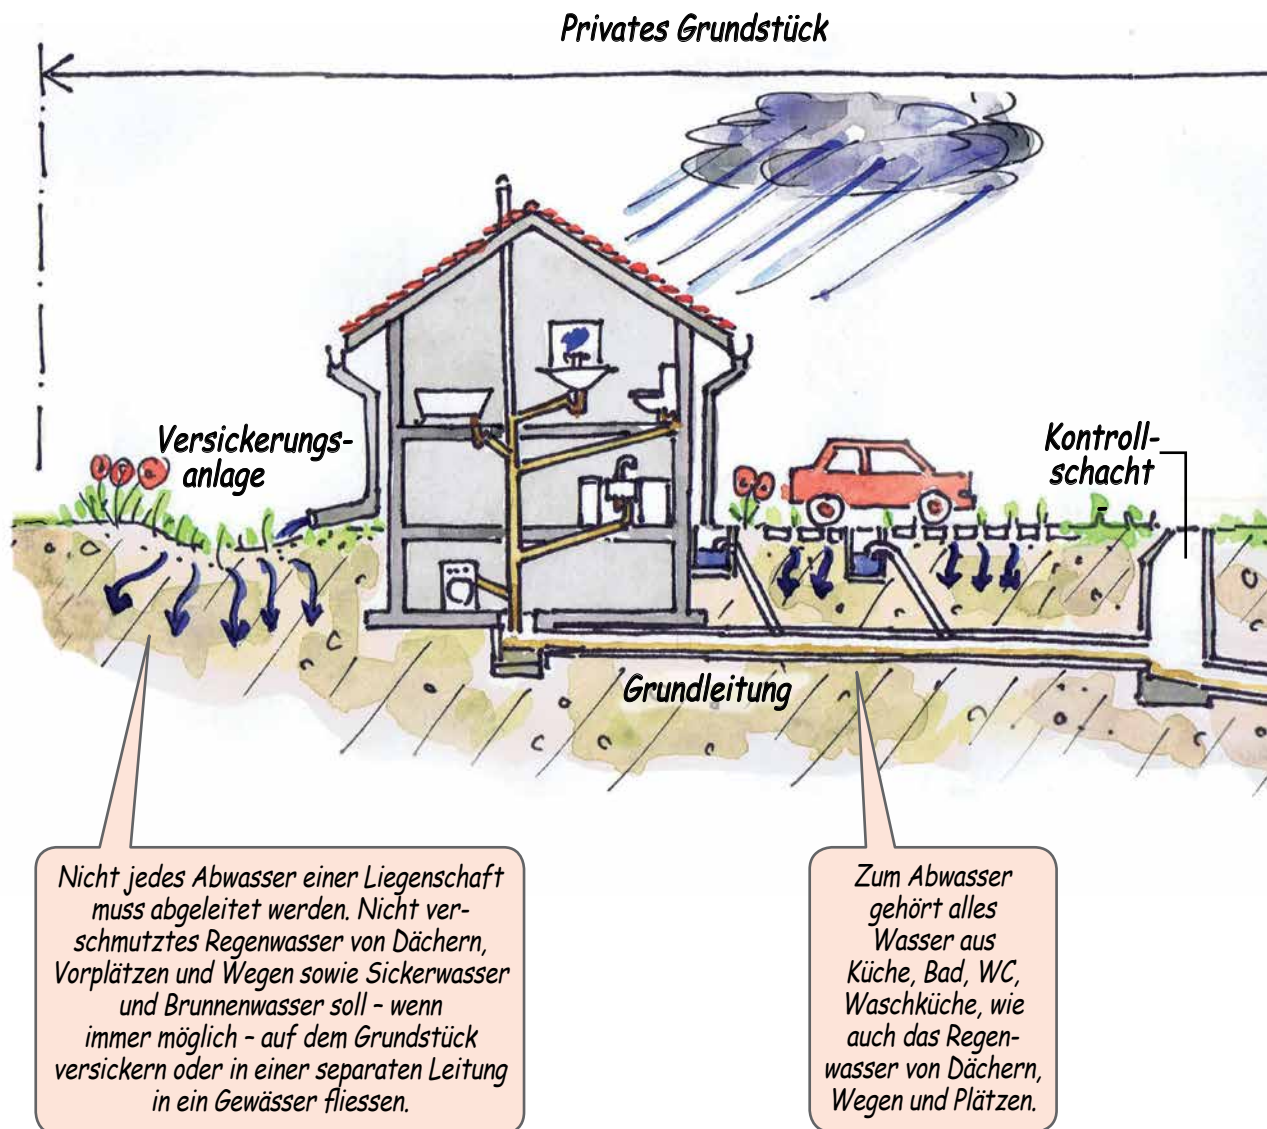 Privates Grundstück
Versickerungs-
anlage
Kontroll-
schacht
Grundleitung
Nicht jedes Abwasser einer Liegenschaft
muss abgeleitet werden. Nicht ver-
schmutztes Regenwasser von Dächern,
Vorplätzen und Wegen sowie Sickerwasser
und Brunnenwasser soll – wenn
immer möglich – auf dem Grundstück
versickern oder in einer separaten Leitung
in ein Gewässer fliessen.
Zum Abwasser
gehört alles
Wasser aus
Küche, Bad, WC,
Waschküche, wie
auch das Regen-
wasser von Dächern,
Wegen und Plätzen.